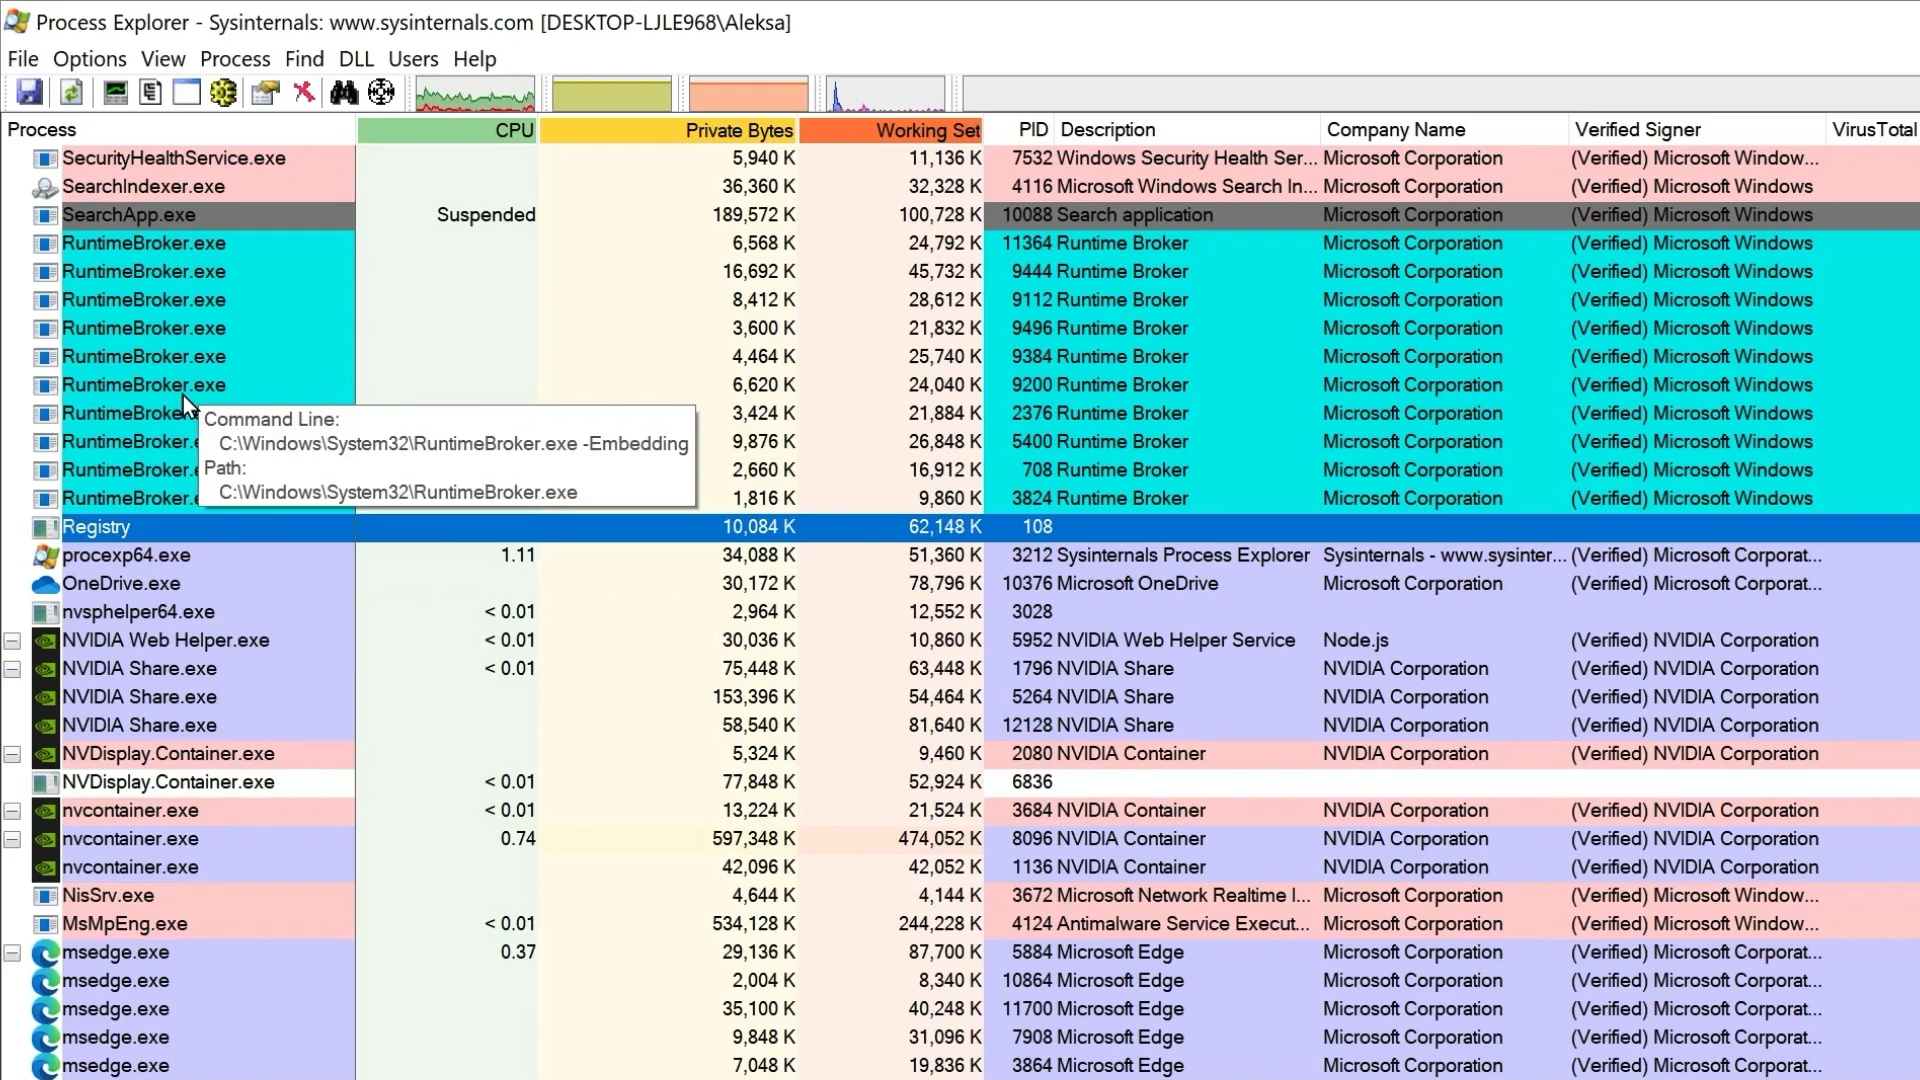 Process Explorer - Sysinternals: www.sysinternals.com [DESKTOP-LJLE968\Aleksa]
File Options View Process Find DLL Users Help
Process CPU Private Bytes Working Set PID Description Company Name Verified Signer VirusTotal
SecurityHealthService.exe 5,940 K 11,136 K 7532 Windows Security Health Ser... Microsoft Corporation (Verified) Microsoft Window...
SearchIndexer.exe 36,360 K 32,328 K 4116 Microsoft Windows Search In... Microsoft Corporation (Verified) Microsoft Windows
SearchApp.exe Suspended 189,572 K 100,728 K 10088 Search application Microsoft Corporation (Verified) Microsoft Windows
RuntimeBroker.exe 6,568 K 24,792 K 11364 Runtime Broker Microsoft Corporation (Verified) Microsoft Windows
RuntimeBroker.exe 16,692 K 45,732 K 9444 Runtime Broker Microsoft Corporation (Verified) Microsoft Windows
RuntimeBroker.exe 8,412 K 28,612 K 9112 Runtime Broker Microsoft Corporation (Verified) Microsoft Windows
RuntimeBroker.exe 3,600 K 21,832 K 9496 Runtime Broker Microsoft Corporation (Verified) Microsoft Windows
RuntimeBroker.exe 4,464 K 25,740 K 9384 Runtime Broker Microsoft Corporation (Verified) Microsoft Windows
RuntimeBroker.exe 6,620 K 24,040 K 9200 Runtime Broker Microsoft Corporation (Verified) Microsoft Windows
RuntimeBroke 3,424 K 21,884 K 2376 Runtime Broker Microsoft Corporation (Verified) Microsoft Windows
Command Line:
RuntimeBroker. 9,876 K 26,848 K 5400 Runtime Broker Microsoft Corporation (Verified) Microsoft Windows
C:\Windows\System32\RuntimeBroker.exe -Embedding
RuntimeBroker. 2,660 K 16,912 K 708 Runtime Broker Microsoft Corporation (Verified) Microsoft Windows
Path:
RuntimeBroker. 1,816 K 9,860 K 3824 Runtime Broker Microsoft Corporation (Verified) Microsoft Windows
C:\Windows\System32\RuntimeBroker.exe
Registry 10,084 K 62,148 K 108
procexp64.exe 1.11 34,088 K 51,360 K 3212 Sysinternals Process Explorer Sysinternals - www.sysinter... (Verified) Microsoft Corporat...
OneDrive.exe 30,172 K 78,796 K 10376 Microsoft OneDrive Microsoft Corporation (Verified) Microsoft Corporat...
nvsphelper64.exe < 0.01 2,964 K 12,552 K 3028
NVIDIA Web Helper.exe < 0.01 30,036 K 10,860 K 5952 NVIDIA Web Helper Service Node.js (Verified) NVIDIA Corporation
NVIDIA Share.exe < 0.01 75,448 K 63,448 K 1796 NVIDIA Share NVIDIA Corporation (Verified) NVIDIA Corporation
NVIDIA Share.exe 153,396 K 54,464 K 5264 NVIDIA Share NVIDIA Corporation (Verified) NVIDIA Corporation
NVIDIA Share.exe 58,540 K 81,640 K 12128 NVIDIA Share NVIDIA Corporation (Verified) NVIDIA Corporation
NVDisplay.Container.exe 5,324 K 9,460 K 2080 NVIDIA Container NVIDIA Corporation (Verified) NVIDIA Corporation
NVDisplay.Container.exe < 0.01 77,848 K 52,924 K 6836
nvcontainer.exe < 0.01 13,224 K 21,524 K 3684 NVIDIA Container NVIDIA Corporation (Verified) NVIDIA Corporation
nvcontainer.exe 0.74 597,348 K 474,052 K 8096 NVIDIA Container NVIDIA Corporation (Verified) NVIDIA Corporation
nvcontainer.exe 42,096 K 42,052 K 1136 NVIDIA Container NVIDIA Corporation (Verified) NVIDIA Corporation
NisSrv.exe 4,644 K 4,144 K 3672 Microsoft Network Realtime I... Microsoft Corporation (Verified) Microsoft Window...
MsMpEng.exe < 0.01 534,128 K 244,228 K 4124 Antimalware Service Execut... Microsoft Corporation (Verified) Microsoft Window...
msedge.exe 0.37 29,136 K 87,700 K 5884 Microsoft Edge Microsoft Corporation (Verified) Microsoft Corporat...
msedge.exe 2,004 K 8,340 K 10864 Microsoft Edge Microsoft Corporation (Verified) Microsoft Corporat...
msedge.exe 35,100 K 40,248 K 11700 Microsoft Edge Microsoft Corporation (Verified) Microsoft Corporat...
msedge.exe 9,848 K 31,096 K 7908 Microsoft Edge Microsoft Corporation (Verified) Microsoft Corporat...
msedge.exe 7,048 K 19,836 K 3864 Microsoft Edge Microsoft Corporation (Verified) Microsoft Corporat...